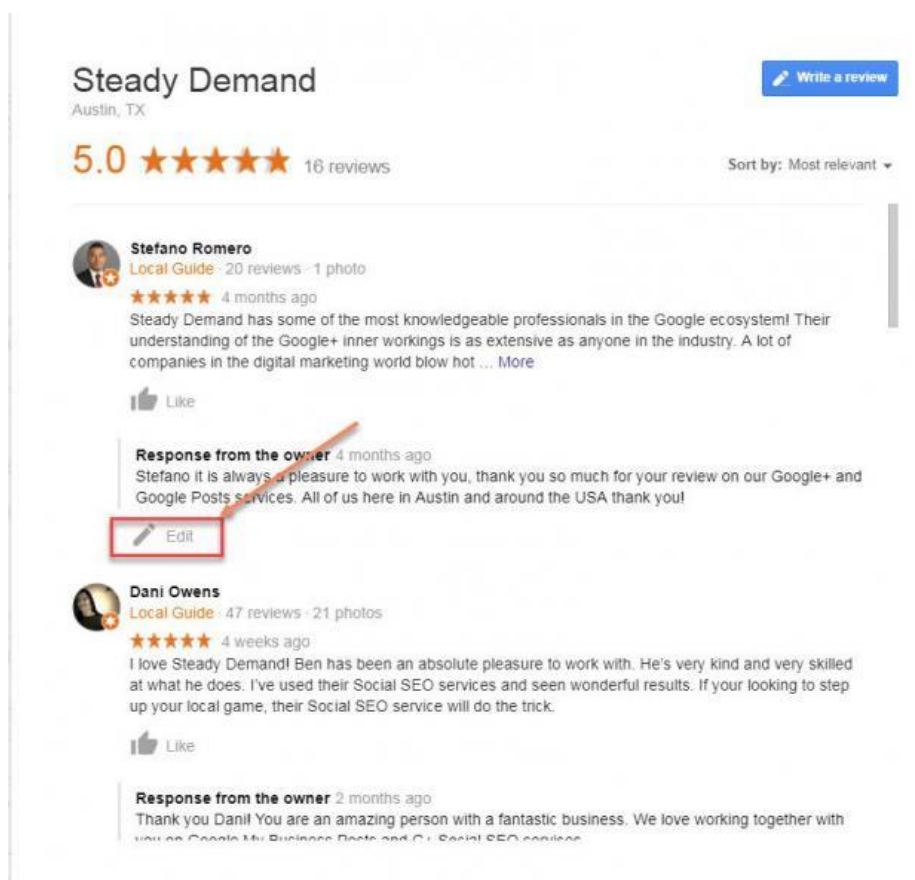 Steady Demand
Write a review
Austin, TX
5.0
16 reviews
Sort by: Most relevant
Stefano Romero
Local Guide · 20 reviews · 1 photo
4 months ago
Steady Demand has some of the most knowledgeable professionals in the Google ecosystem! Their
understanding of the Google+ inner workings is as extensive as anyone in the industry. A lot of
companies in the digital marketing world blow hot ... More
Like
Response from the owner 4 months ago
Stefano it is always a pleasure to work with you, thank you so much for your review on our Google+ and
Google Posts services. All of us here in Austin and around the USA thank you!
Edit
Dani Owens
Local Guide · 47 reviews · 21 photos
4 weeks ago
I love Steady Demand! Ben has been an absolute pleasure to work with. He's very kind and very skilled
at what he does. I've used their Social SEO services and seen wonderful results. If your looking to step
up your local game, their Social SEO service will do the trick.
Like
Response from the owner 2 months ago
Thank you Dani! You are an amazing person with a fantastic business. We love working together with
you on Google My Business Posts and G+ Social SEO services